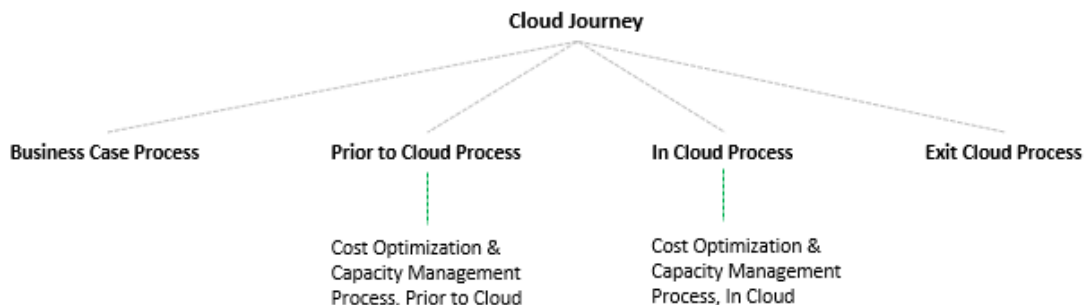 Cloud Journey
Business Case Process
Prior to Cloud Process
In Cloud Process
Exit Cloud Process
Cost Optimization &
Capacity Management
Process, Prior to Cloud
Cost Optimization &
Capacity Management
Process, In Cloud